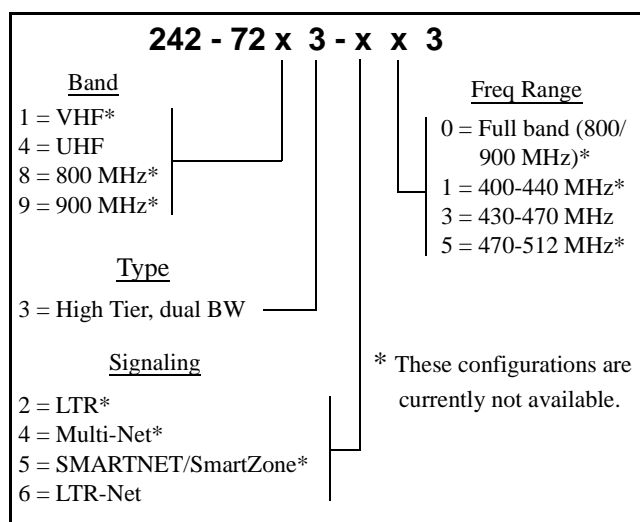 242 - 72 x 3 - x x 3
Band
1 = VHF*
4 = UHF
8 = 800 MHz*
9 = 900 MHz*
Type
3 = High Tier, dual BW
Signaling
2 = LTR*
4 = Multi-Net*
5 = SMARTNET/SmartZone*
6 = LTR-Net
Freq Range
0 = Full band (800/
900 MHz)*
1 = 400-440 MHz*
3 = 430-470 MHz
5 = 470-512 MHz*
* These configurations are
currently not available.